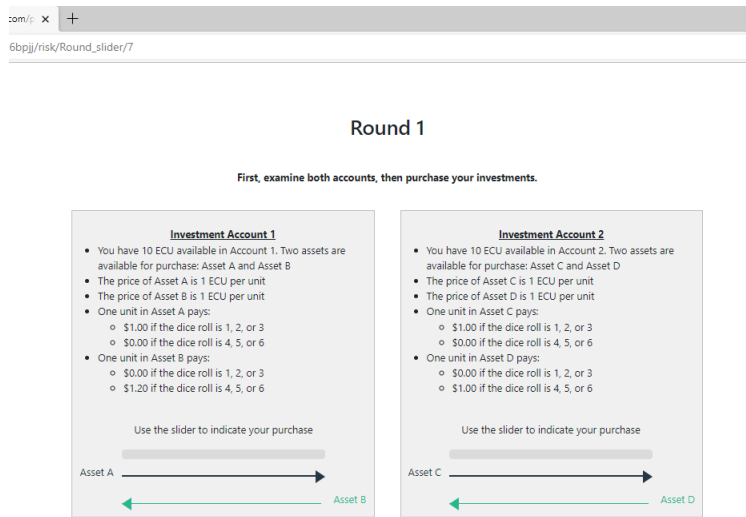 com/p
6bpjj/risk/Round_slider/7
Round 1
First, examine both accounts, then purchase your investments.
Investment Account 1
• You have 10 ECU available in Account 1. Two assets are
available for purchase: Asset A and Asset B
• The price of Asset A is 1 ECU per unit
• The price of Asset B is 1 ECU per unit
• One unit in Asset A pays:
○ $1.00 if the dice roll is 1, 2, or 3
○ $0.00 if the dice roll is 4, 5, or 6
• One unit in Asset B pays:
○ $0.00 if the dice roll is 1, 2, or 3
○ $1.20 if the dice roll is 4, 5, or 6
Use the slider to indicate your purchase
Asset A
Asset B
Investment Account 2
• You have 10 ECU available in Account 2. Two assets are
available for purchase: Asset C and Asset D
• The price of Asset C is 1 ECU per unit
• The price of Asset D is 1 ECU per unit
• One unit in Asset C pays:
○ $1.00 if the dice roll is 1, 2, or 3
○ $0.00 if the dice roll is 4, 5, or 6
• One unit in Asset D pays:
○ $0.00 if the dice roll is 1, 2, or 3
○ $1.00 if the dice roll is 4, 5, or 6
Use the slider to indicate your purchase
Asset C
Asset D